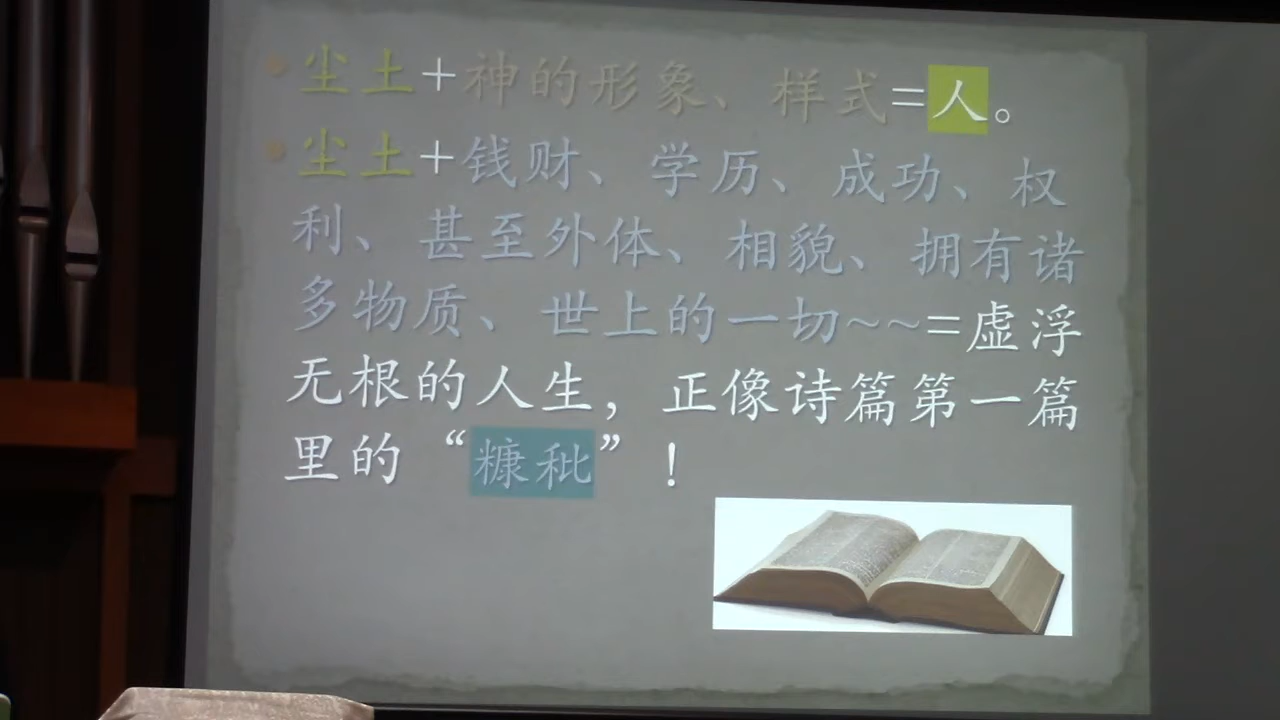 尘土+神的形象、样式=人。
尘土+钱财、学历、成功、权
利、甚至外体、相貌、拥有诸
多物质、世上的一切~~=虚浮
无根的人生，正像诗篇第一篇
里的“糠秕”！